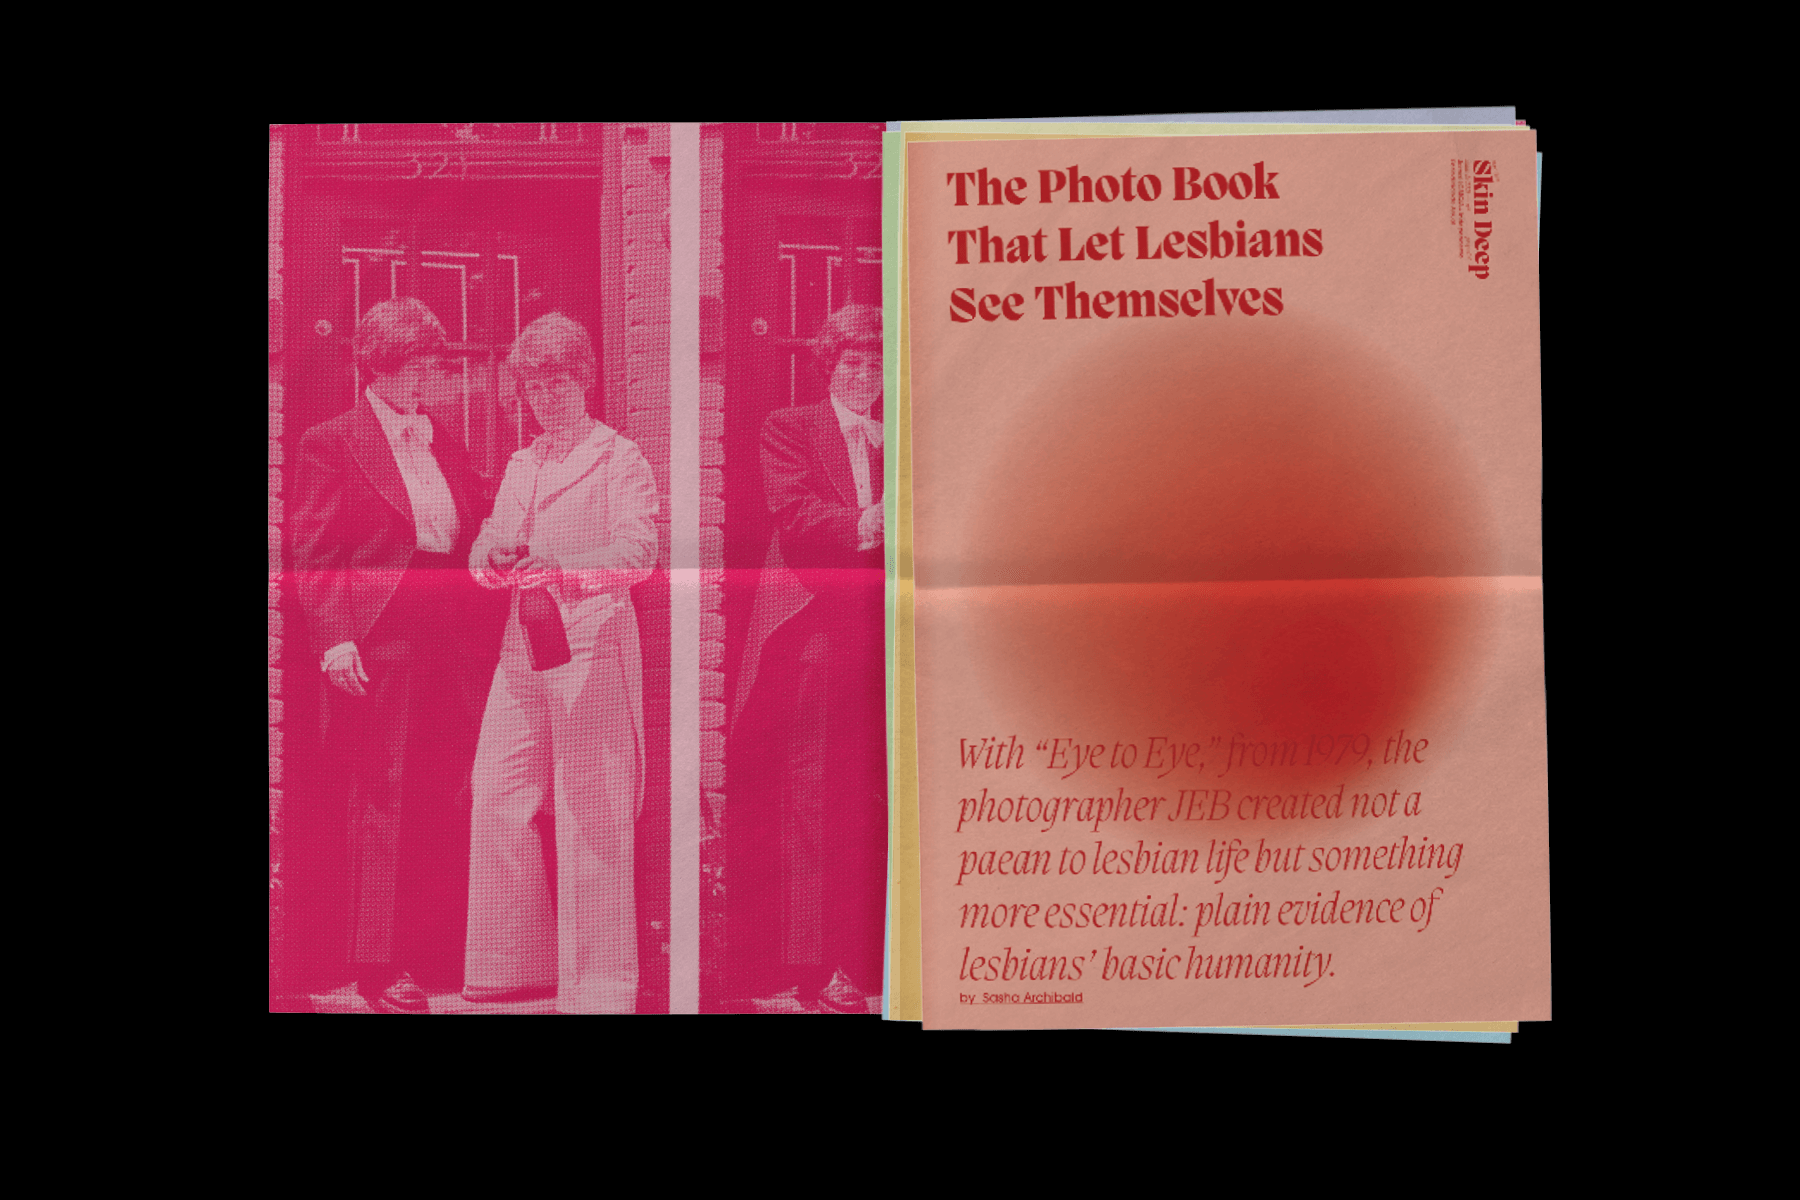 323
32
The Photo Book
That Let Lesbians
See Themselves
Skin Deep
With “Eye to Eye,” from 1979, the
photographer JEB created not a
paean to lesbian life but something
more essential: plain evidence of
lesbians’ basic humanity.
by Sasha Archibald